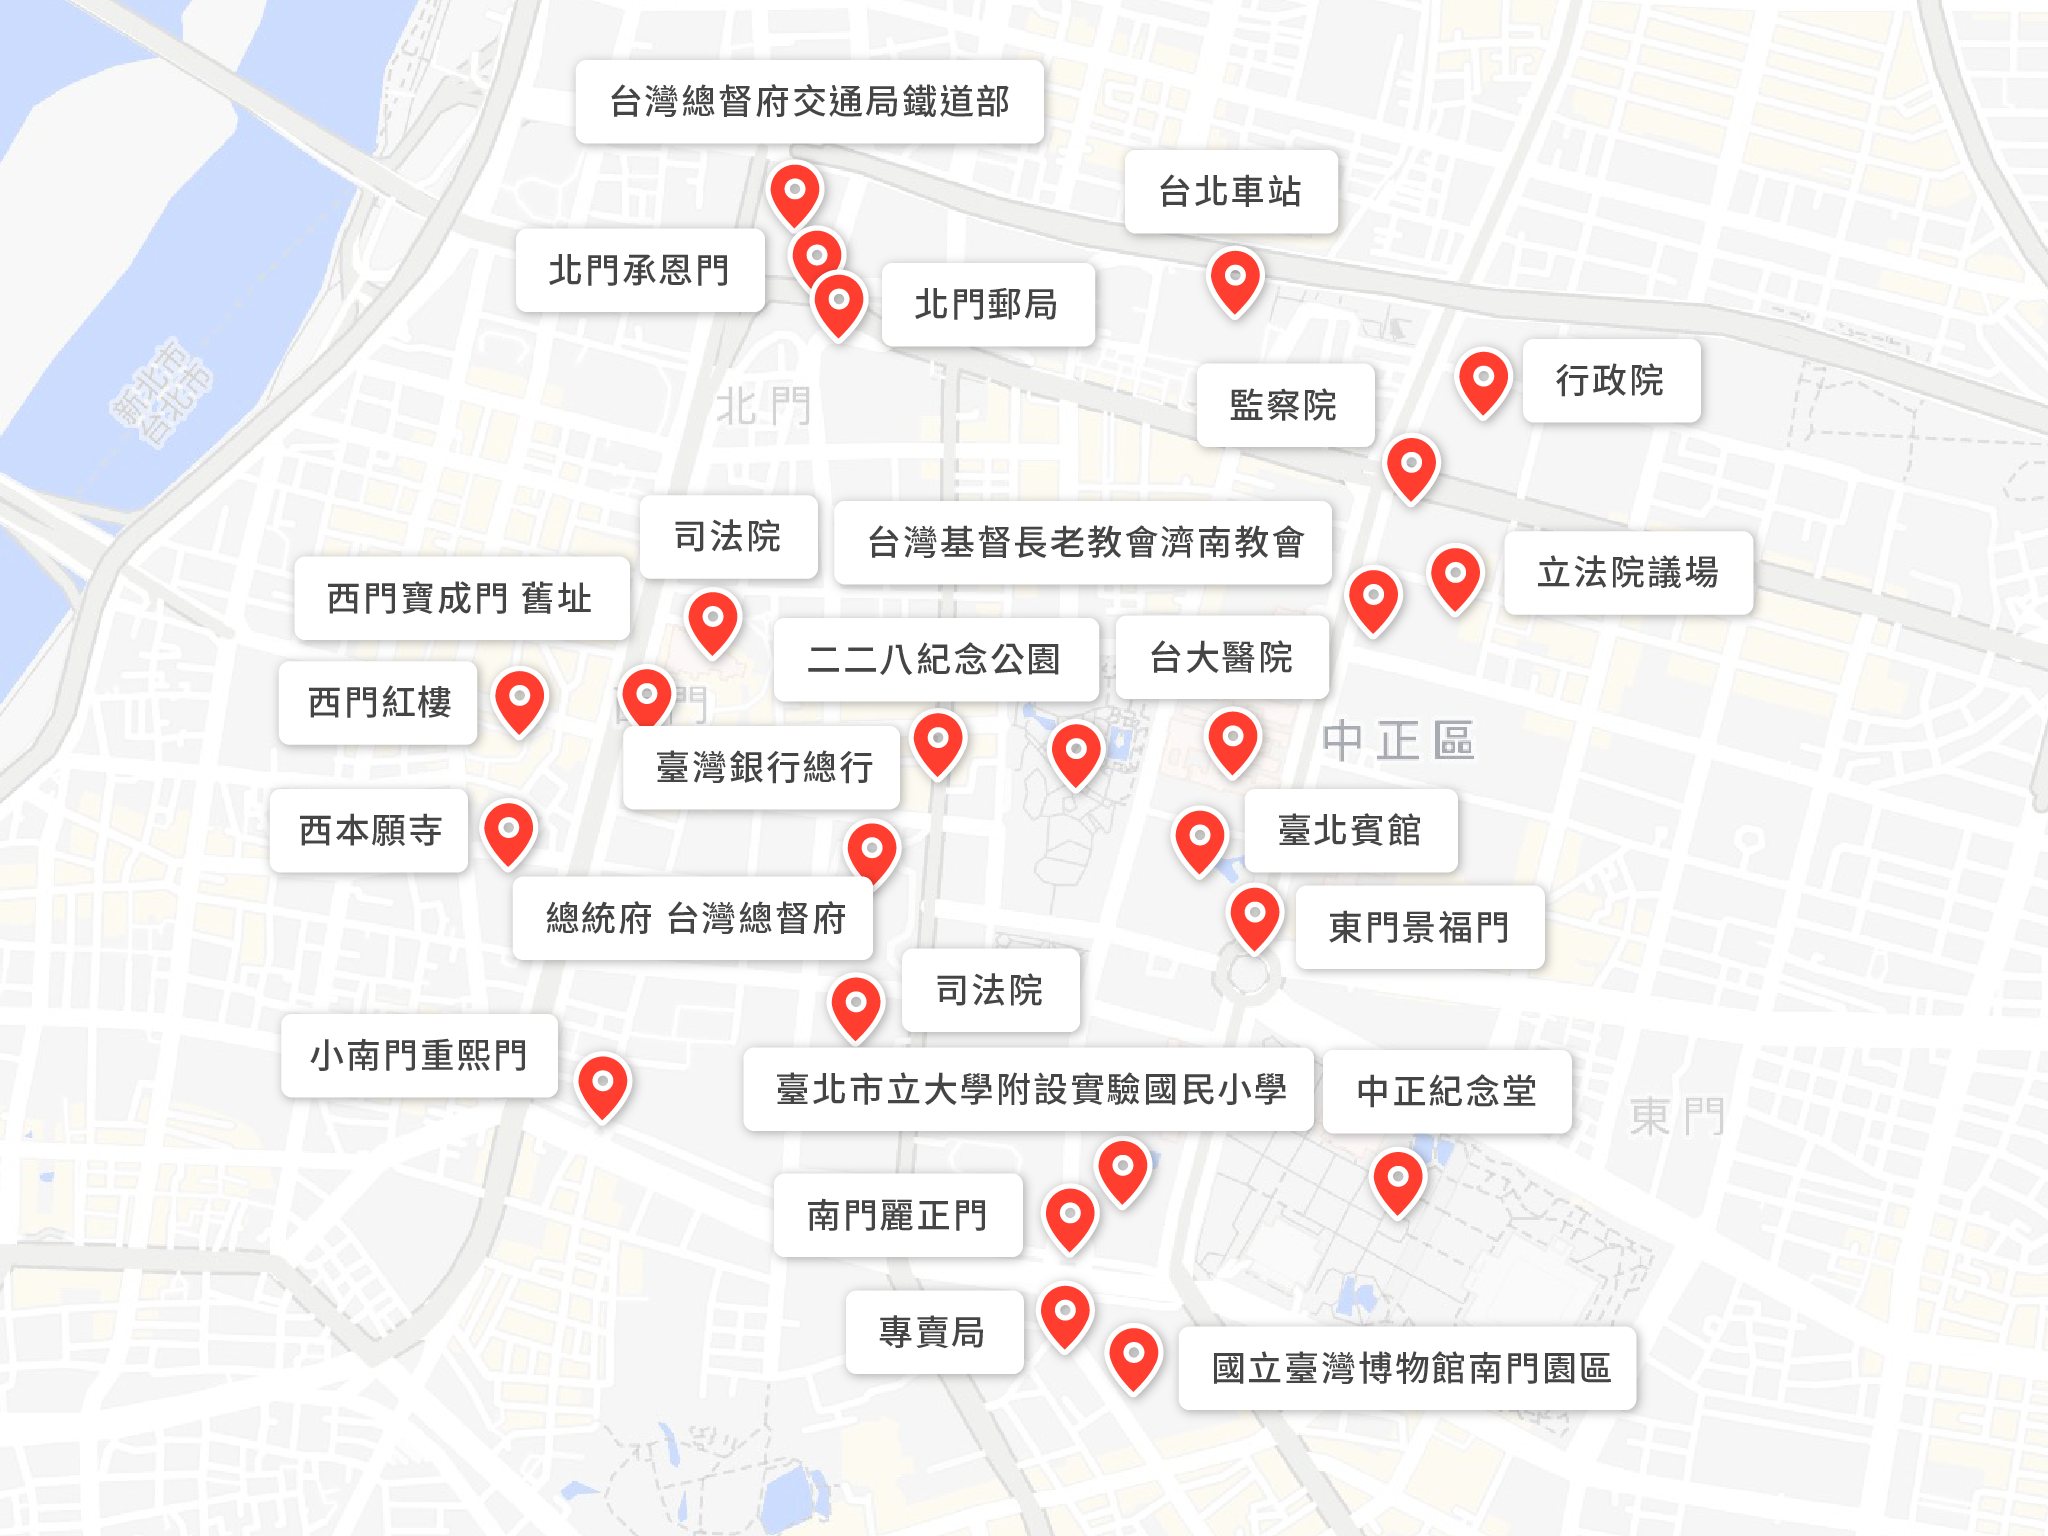 台灣總督府交通局鐵道部
台北車站
北門承恩門
北門郵局
行政院
新北市
台北市
北門
監察院
司法院
台灣基督長老教會濟南教會
立法院議場
西門寶成門 舊址
二二八紀念公園
台大醫院
西門紅樓
門
中正區
臺灣銀行總行
西本願寺
臺北賓館
總統府 台灣總督府
東門景福門
司法院
小南門重熙門
臺北市立大學附設實驗國民小學
中正紀念堂
東門
南門麗正門
專賣局
國立臺灣博物館南門園區